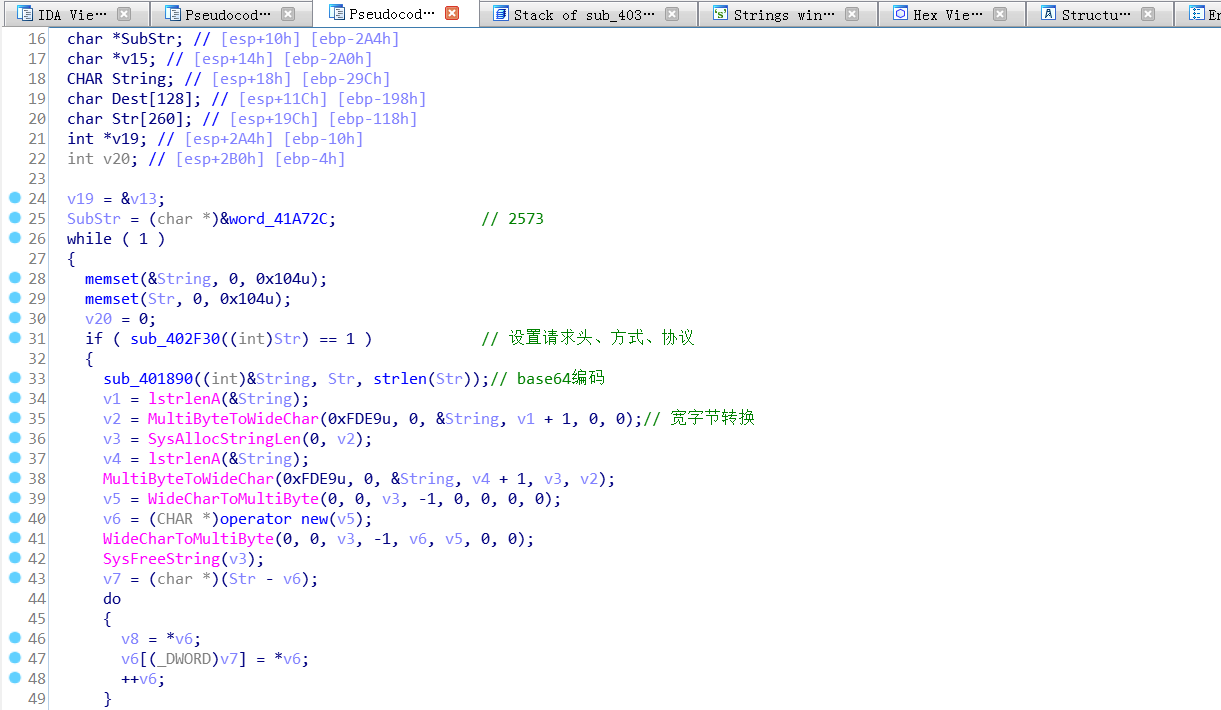 IDA Vie··· Pseudocod··· Pseudocod··· Stack of sub_403··· Strings win··· Hex Vie··· Structu··· En
16 char *SubStr; // [esp+10h] [ebp-2A4h]
17 char *v15; // [esp+14h] [ebp-2A0h]
18 CHAR String; // [esp+18h] [ebp-29Ch]
19 char Dest[128]; // [esp+11Ch] [ebp-198h]
20 char Str[260]; // [esp+19Ch] [ebp-118h]
21 int *v19; // [esp+2A4h] [ebp-10h]
22 int v20; // [esp+2B0h] [ebp-4h]
23
24 v19 = &v13;
25 SubStr = (char *)&word_41A72C; // 2573
26 while ( 1 )
27 {
28 memset(&String, 0, 0x104u);
29 memset(Str, 0, 0x104u);
30 v20 = 0;
31 if ( sub_402F30((int)Str) == 1 ) // 设置请求头、方式、协议
32 {
33 sub_401890((int)&String, Str, strlen(Str));// base64编码
34 v1 = lstrlenA(&String);
35 v2 = MultiByteToWideChar(0xFDE9u, 0, &String, v1 + 1, 0, 0);// 宽字节转换
36 v3 = SysAllocStringLen(0, v2);
37 v4 = lstrlenA(&String);
38 MultiByteToWideChar(0xFDE9u, 0, &String, v4 + 1, v3, v2);
39 v5 = WideCharToMultiByte(0, 0, v3, -1, 0, 0, 0, 0);
40 v6 = (CHAR *)operator new(v5);
41 WideCharToMultiByte(0, 0, v3, -1, v6, v5, 0, 0);
42 SysFreeString(v3);
43 v7 = (char *)(Str - v6);
44 do
45 {
46 v8 = *v6;
47 v6[(_DWORD)v7] = *v6;
48 ++v6;
49 }